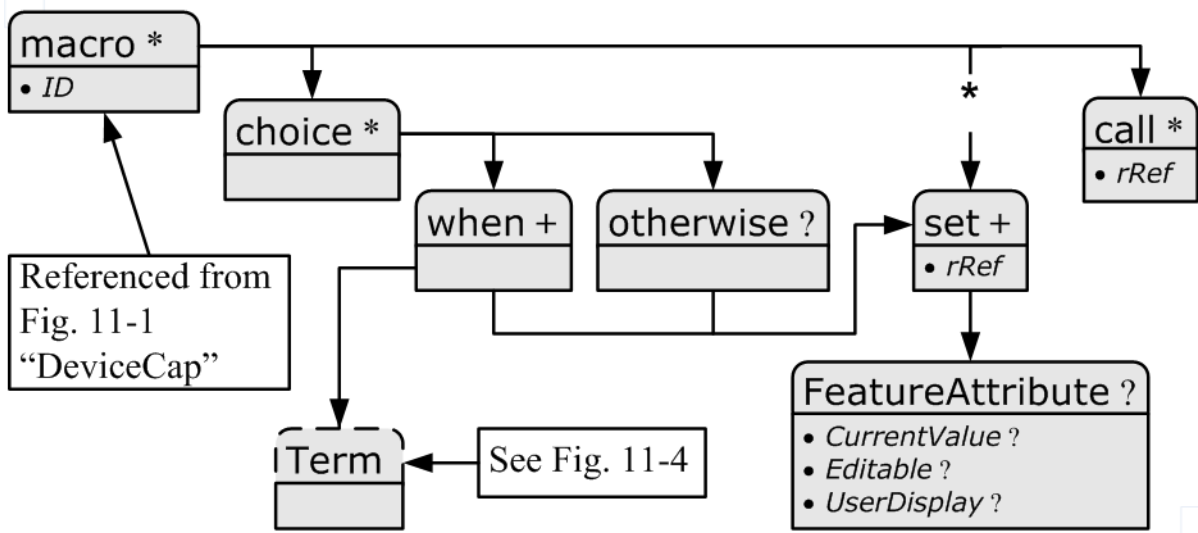 macro *
• ID
choice *
*
call *
• rRef
when +
otherwise ?
set +
• rRef
Referenced from
Fig. 11-1
“DeviceCap”
FeatureAttribute ?
• CurrentValue ?
• Editable ?
• UserDisplay ?
Term
See Fig. 11-4